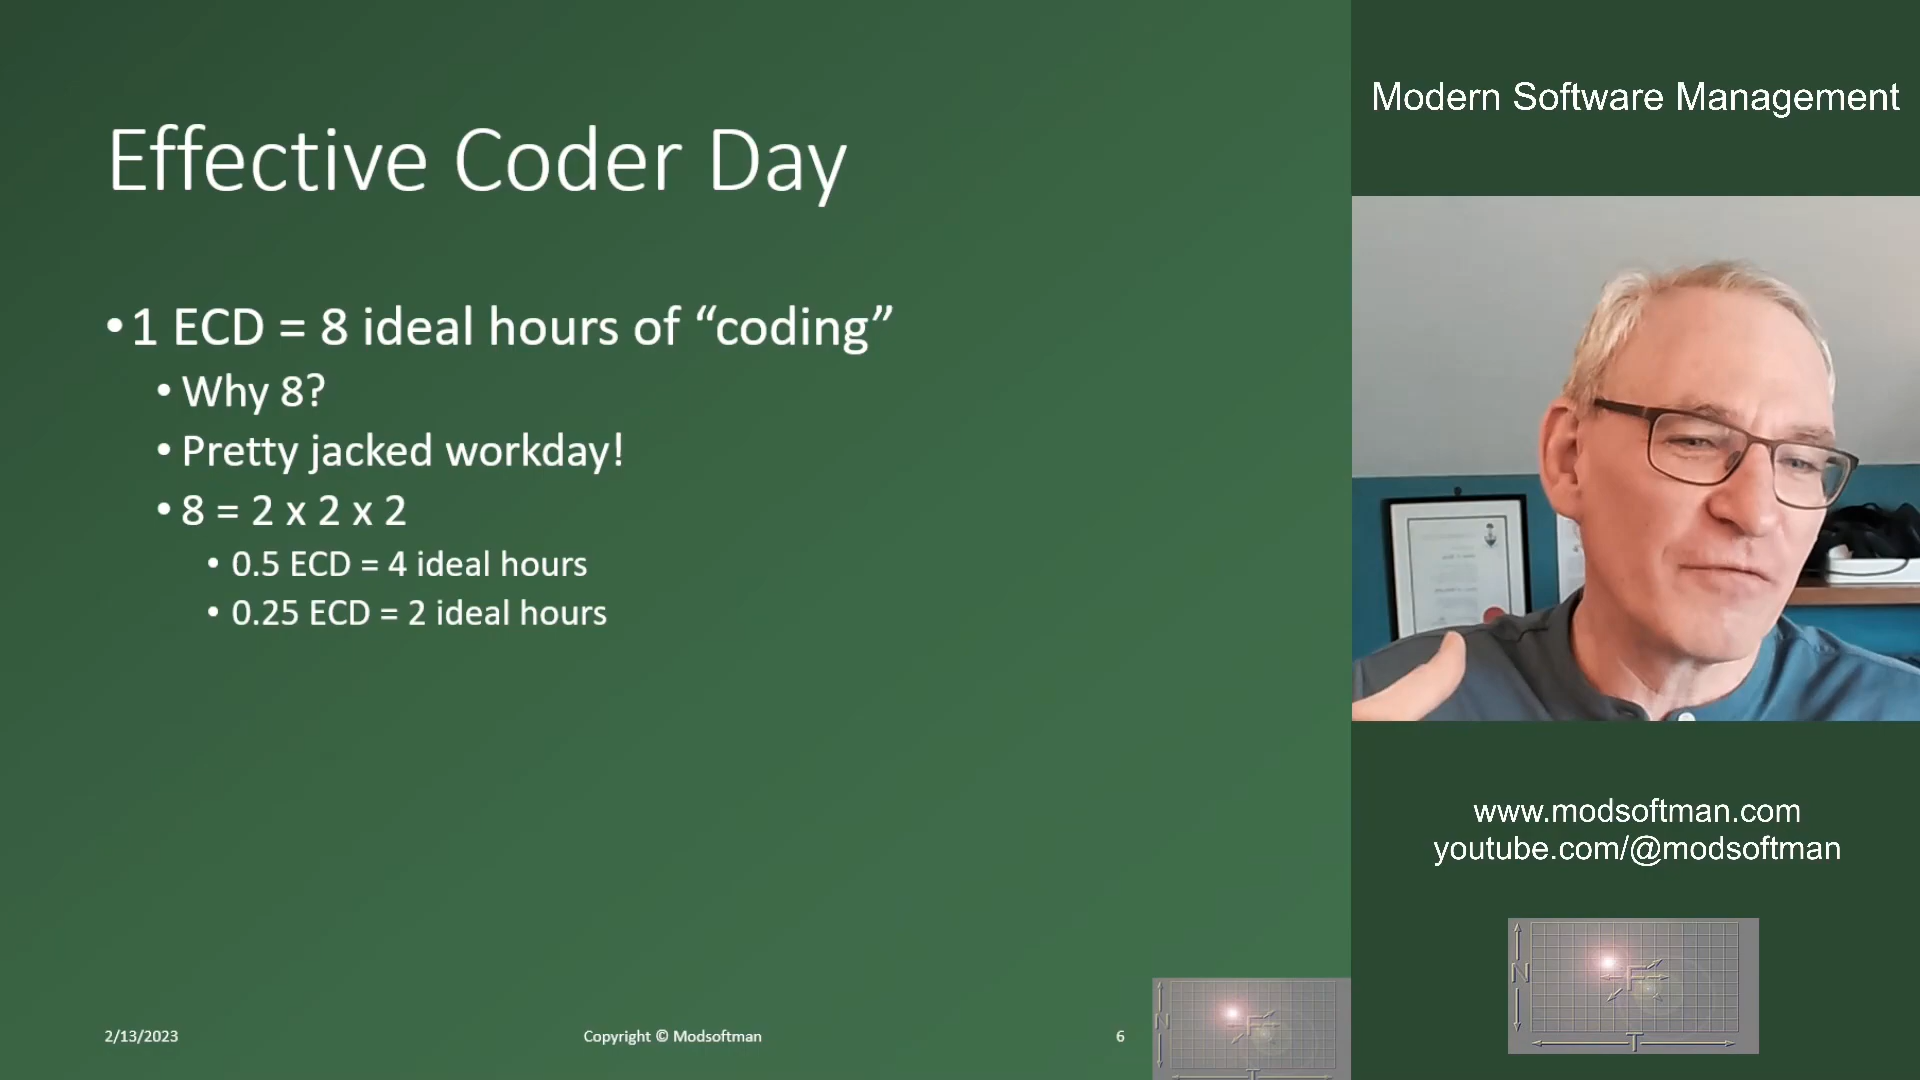 Effective Coder Day
•1 ECD = 8 ideal hours of “coding”
• Why 8?
• Pretty jacked workday!
• 8 = 2 x 2 x 2
• 0.5 ECD = 4 ideal hours
• 0.25 ECD = 2 ideal hours
2/13/2023
Copyright © Modsoftman
6
N
F
T
Modern Software Management
www.modsoftman.com
youtube.com/@modsoftman
N
F
T